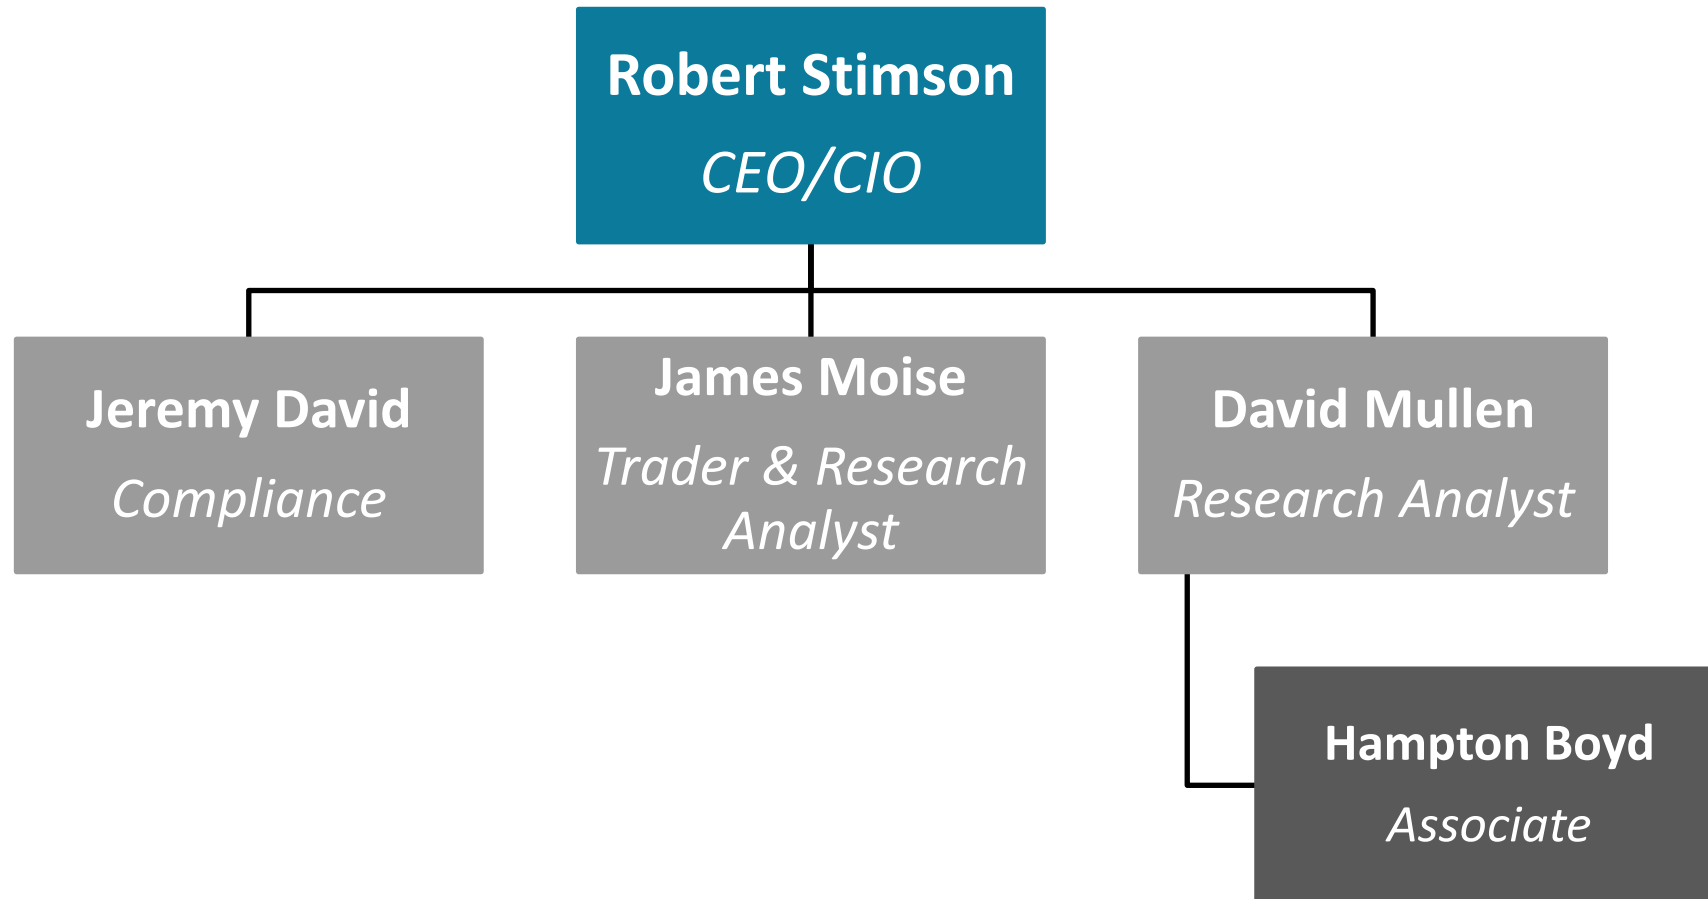 Robert Stimson
CEO/CIO
Jeremy David
Compliance
James Moise
Trader & Research
Analyst
David Mullen
Research Analyst
Hampton Boyd
Associate